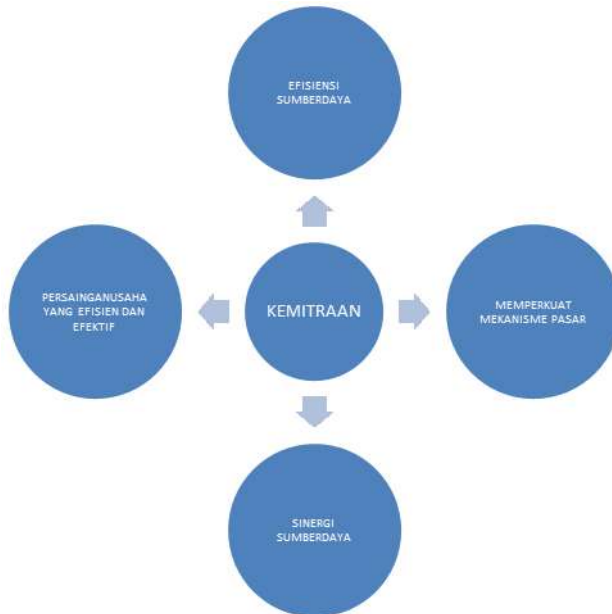 EFISIENSI
SUMBERDAYA
PERSAINGANUSAHA
YANG EFISIEN DAN
EFEKTIF
KEMITRAAN
MEMPERKUAT
MEKANISME PASAR
SINERGI
SUMBERDAYA